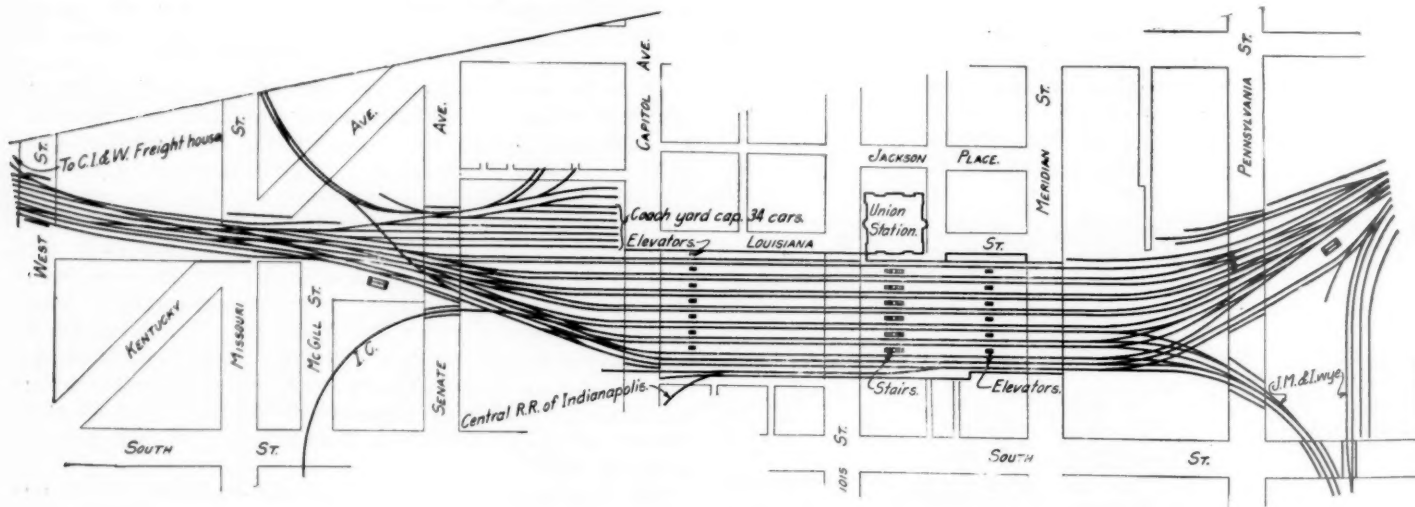 ST.
To C.I.&W. Freight house
ST.
AVE.
AVE.
CAPITOL AVE.
JACKSON PLACE.
MERIDIAN ST.
PENNSYLVANIA ST.
Union
Station.
Coach yard cap. 34 cars.
Elevators.
LOUISIANA ST.
WEST
KENTUCKY
MISSOURI
MCGILL ST.
I.C.
SENATE
Central R.R. of Indianapolis.
Stairs.
Elevators.
J.M.&I. wye
SOUTH ST.
ST.
SOUTH ST.